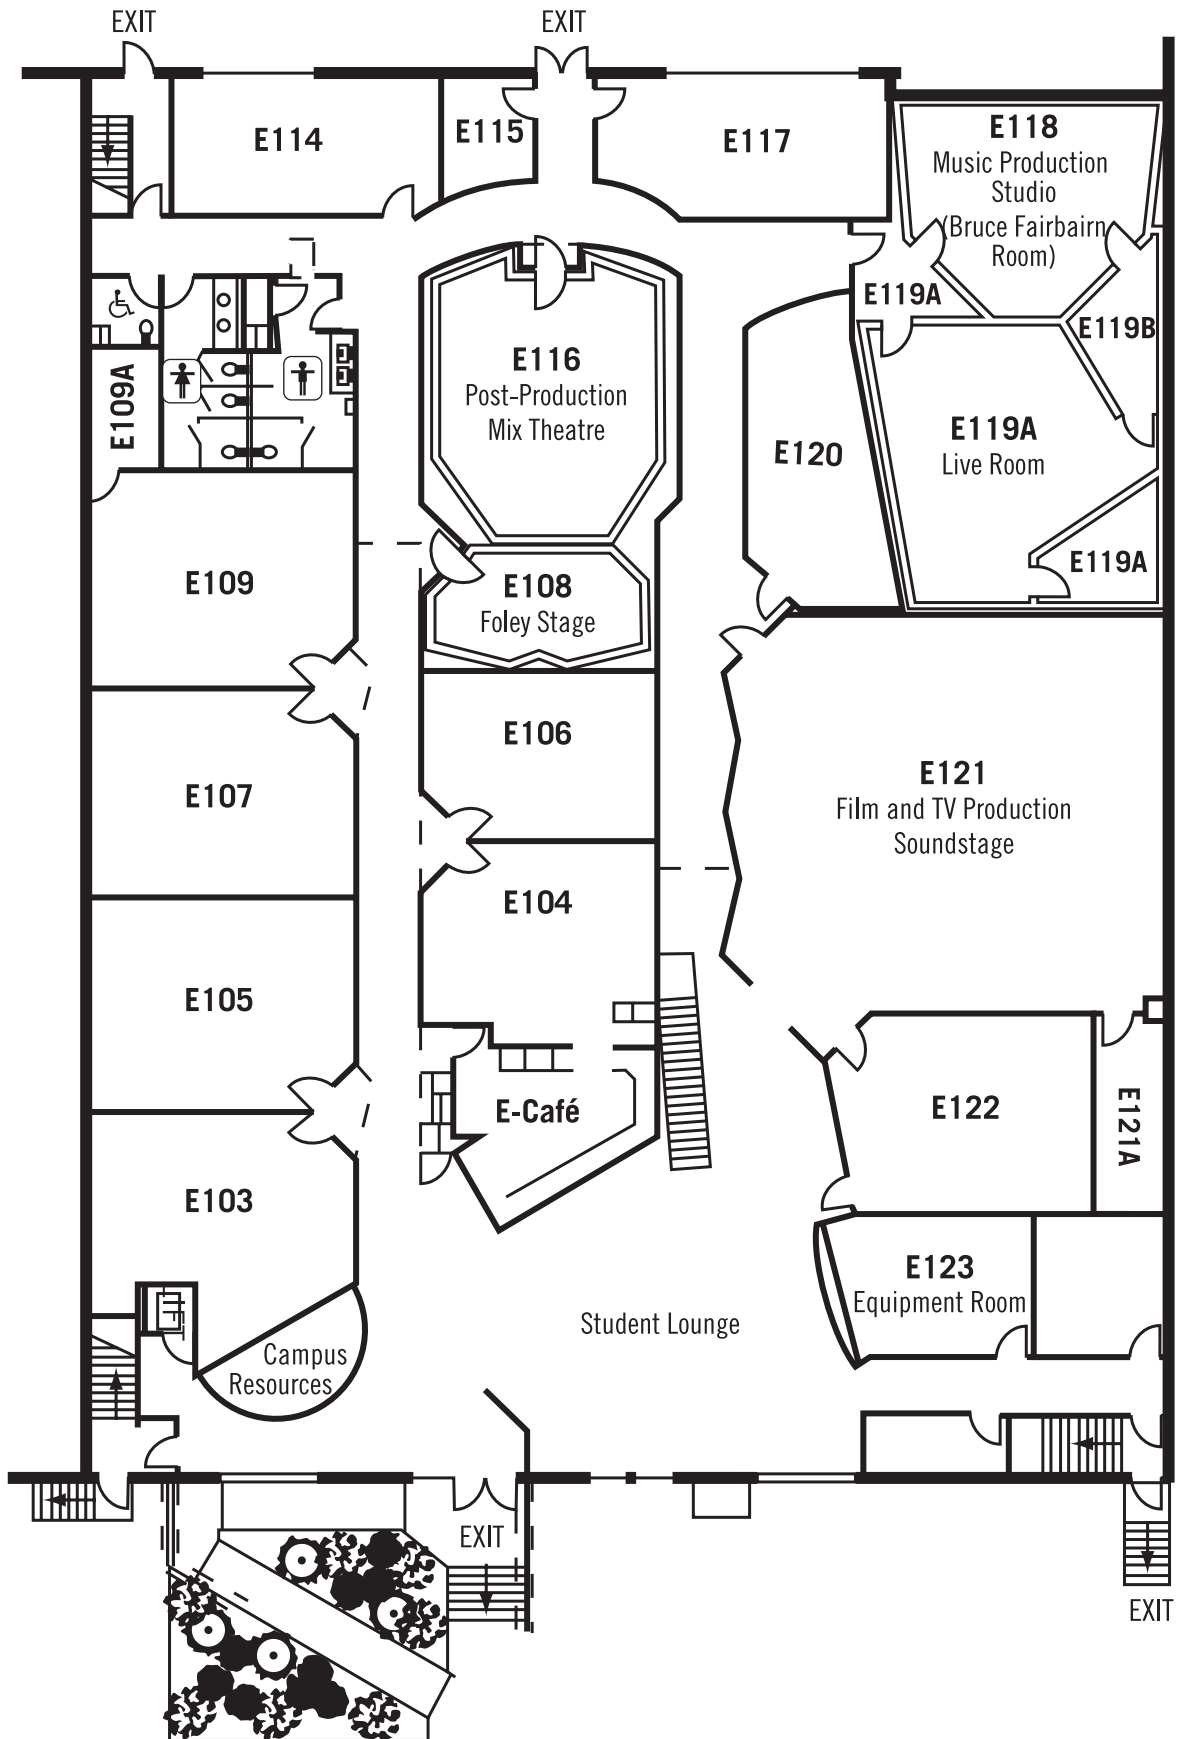 EXIT
EXIT
E114
E115
E117
E118
Music Production
Studio
(Bruce Fairbairn
Room)
E119A
E119B
E116
Post-Production
Mix Theatre
E109A
E120
E119A
Live Room
E109
E108
Foley Stage
E119A
E106
E107
E121
Film and TV Production
Soundstage
E104
E105
E-Café
E122
E121A
E103
E123
Equipment Room
Student Lounge
Campus
Resources
EXIT
EXIT